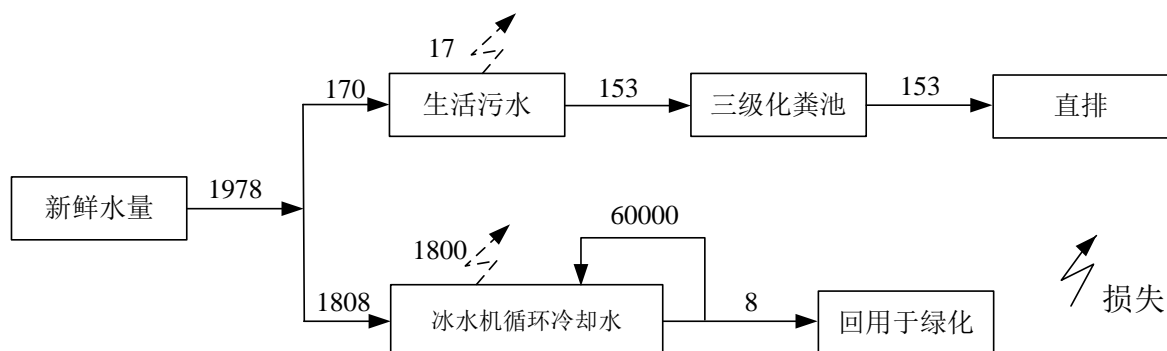 17
170
生活污水
153
三级化粪池
153
直排
新鲜水量
1978
60000
1800
1808
冰水机循环冷却水
8
回用于绿化
损失